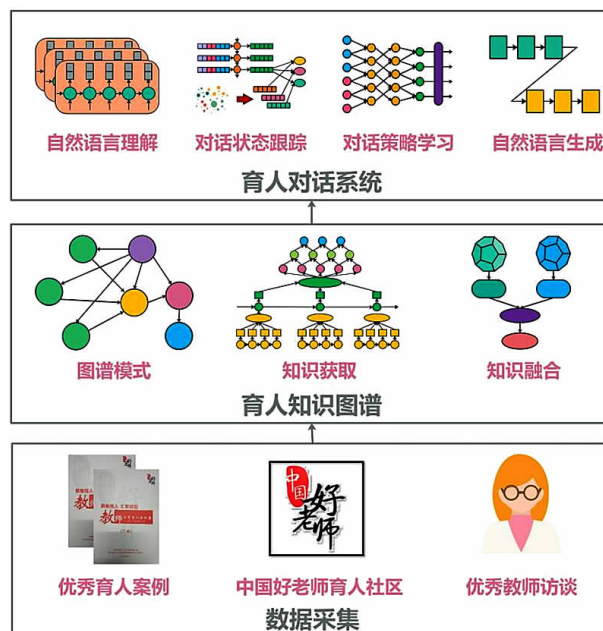 自然语言理解 对话状态跟踪 对话策略学习 自然语言生成
育人对话系统
图谱模式 知识获取 知识融合
育人知识图谱
教师
中国
好老师
优秀育人案例 中国好老师育人社区 优秀教师访谈
数据采集